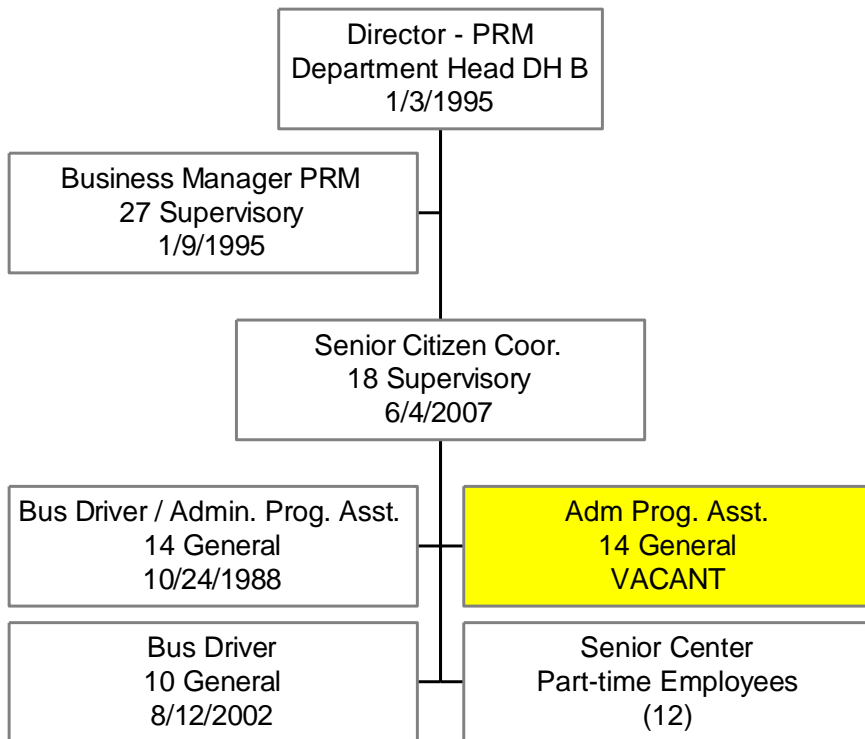 Director - PRM
Department Head DH B
1/3/1995
Business Manager PRM
27 Supervisory
1/9/1995
Senior Citizen Coor.
18 Supervisory
6/4/2007
Bus Driver / Admin. Prog. Asst.
14 General
10/24/1988
Adm Prog. Asst.
14 General
VACANT
Bus Driver
10 General
8/12/2002
Senior Center
Part-time Employees
(12)